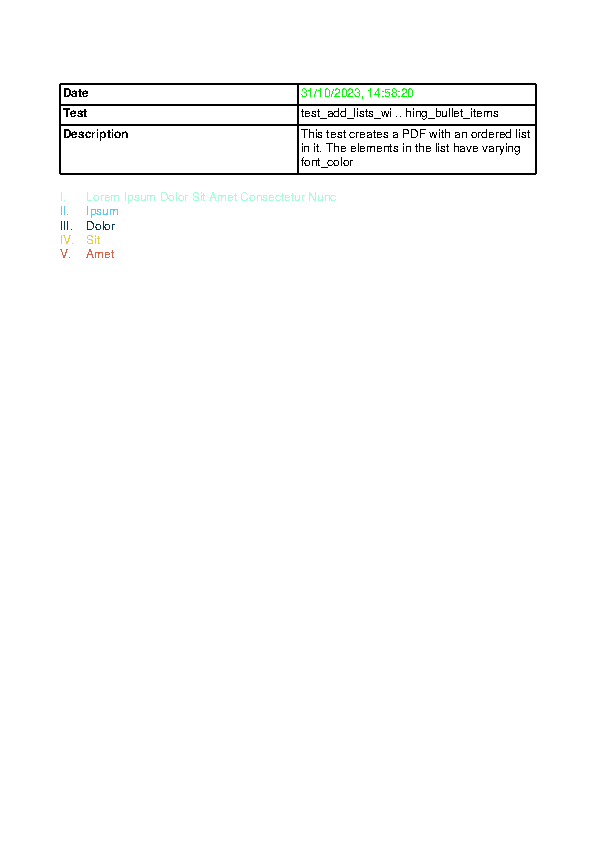 Date 31/10/2023, 14:58:20
Test test_add_lists_wi .. hing_bullet_items
Description This test creates a PDF with an ordered list
in it. The elements in the list have varying
font_color
I. Lorem Ipsum Dolor Sit Amet Consectetur Nunc
II. Ipsum
III. Dolor
IV. Sit
V. Amet